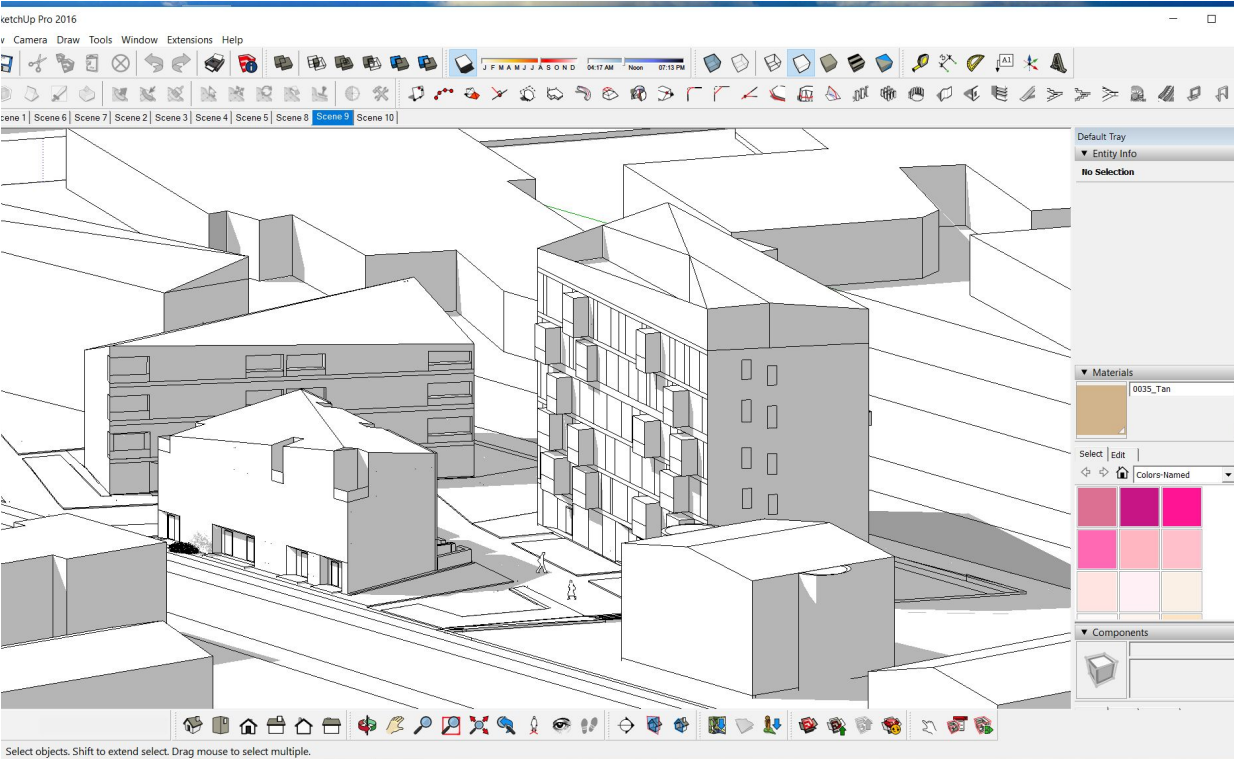 ketchUp Pro 2016
Camera Draw Tools Window Extensions Help
J F M A M J J A S O N D 04:17 AM Noon 07:13 PM
A1
cene 1 Scene 6 Scene 7 Scene 2 Scene 3 Scene 4 Scene 5 Scene 8 Scene 9 Scene 10
Default Tray
▼ Entity Info
No Selection
▼ Materials
0035_Tan
Select Edit
Colors-Named
▼ Components
Select objects. Shift to extend select. Drag mouse to select multiple.